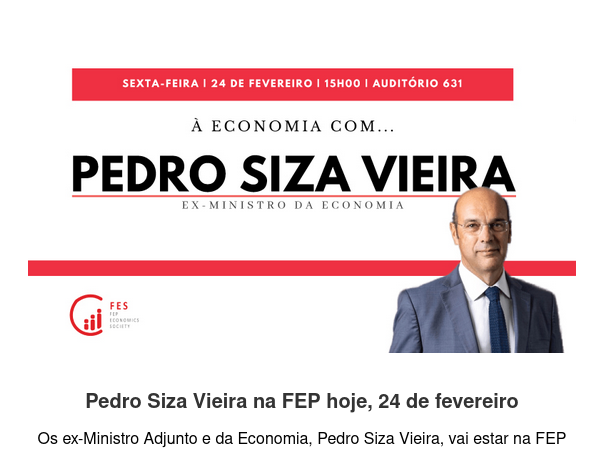 SEXTA-FEIRA | 24 DE FEVEREIRO | 15H00 | AUDITÓRIO 631
À ECONOMIA COM...
PEDRO SIZA VIEIRA
EX-MINISTRO DA ECONOMIA
FES
FEP
ECONOMICS
SOCIETY
Pedro Siza Vieira na FEP hoje, 24 de fevereiro
Os ex-Ministro Adjunto e da Economia, Pedro Siza Vieira, vai estar na FEP